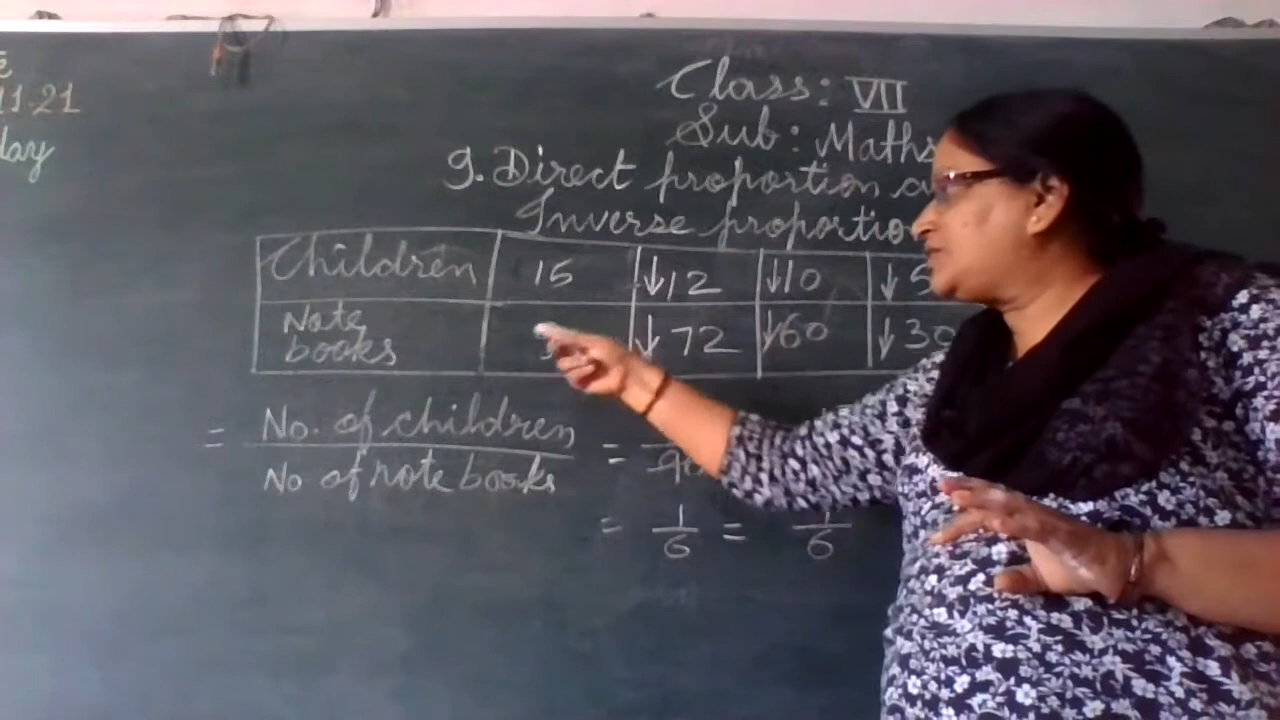 11.21
day
Class: VII
Sub: Maths
9. Direct proportion
Inverse proportion
Children 15 ↓12 ↓10 ↓5
Note books ↓72 ↓60 ↓30
= No. of children / No of note books =
= 1/6 = 1/6